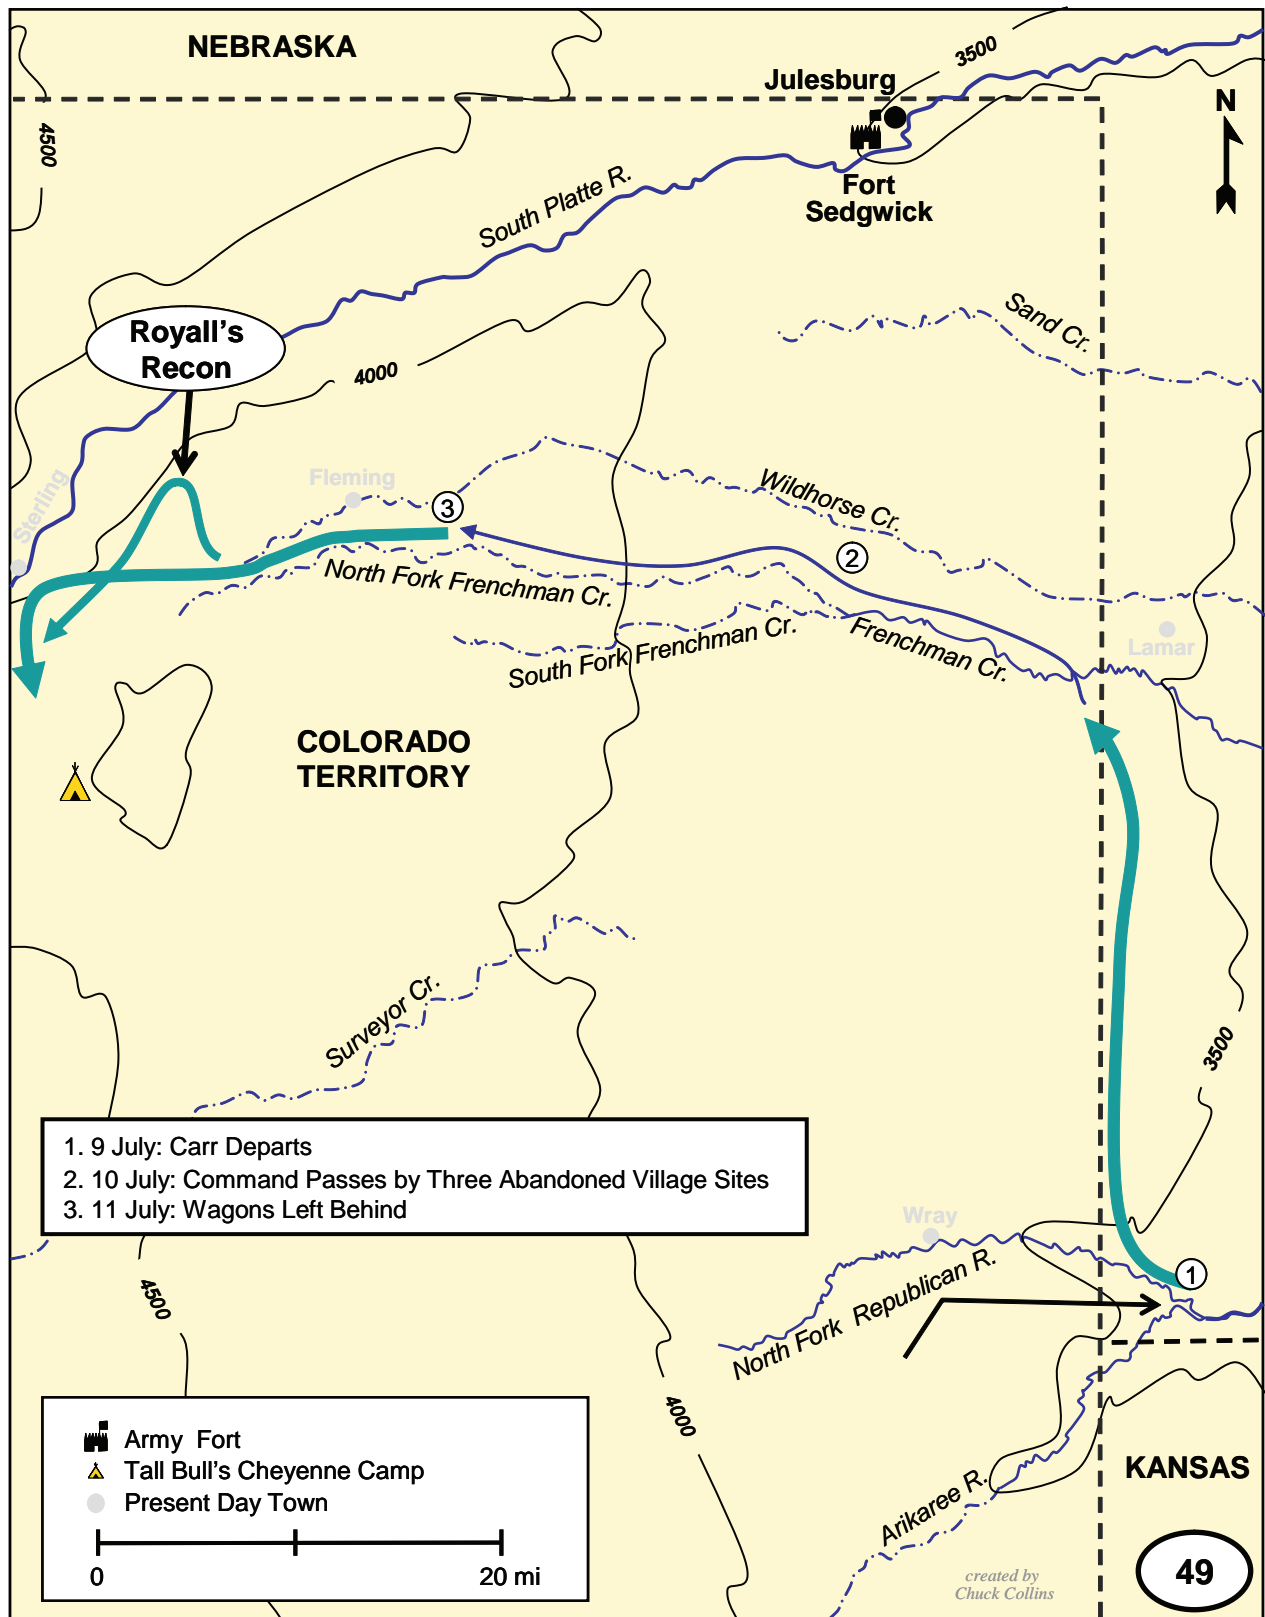 NEBRASKA
3500
Julesburg
N
4500
Fort
Sedgwick
South Platte R.
Sand Cr.
Royall's
Recon
4000
Sterling
Fleming
3
Wildhorse Cr.
2
North Fork Frenchman Cr.
South Fork Frenchman Cr.
Frenchman Cr.
Lamar
COLORADO
TERRITORY
Surveyor Cr.
3500
1. 9 July: Carr Departs
2. 10 July: Command Passes by Three Abandoned Village Sites
3. 11 July: Wagons Left Behind
Wray
1
4500
North Fork Republican R.
4000
Army Fort
Tall Bull's Cheyenne Camp
Present Day Town
0 20 mi
KANSAS
Arikaree R.
created by
Chuck Collins
49